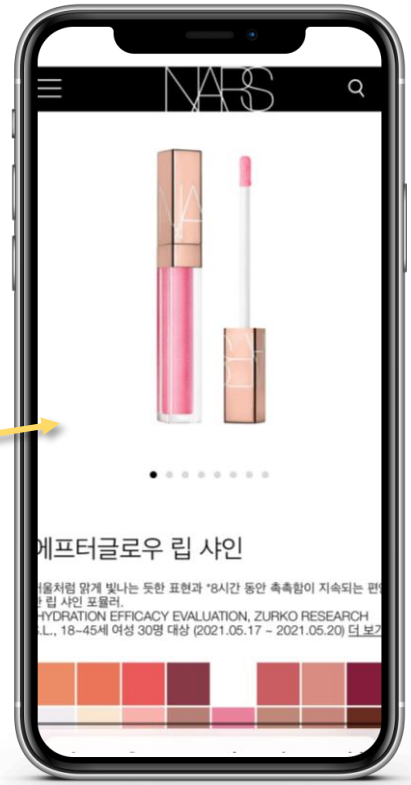 NARS
에프터글로우 립 샤인
울처럼 맑게 빛나는 듯한 표현과 *8시간 동안 촉촉함이 지속되는 편
한 립 샤인 포뮬러.
HYDRATION EFFICACY EVALUATION, ZURKO RESEARCH
S.L., 18~45세 여성 30명 대상 (2021.05.17 ~ 2021.05.20) 더 보기